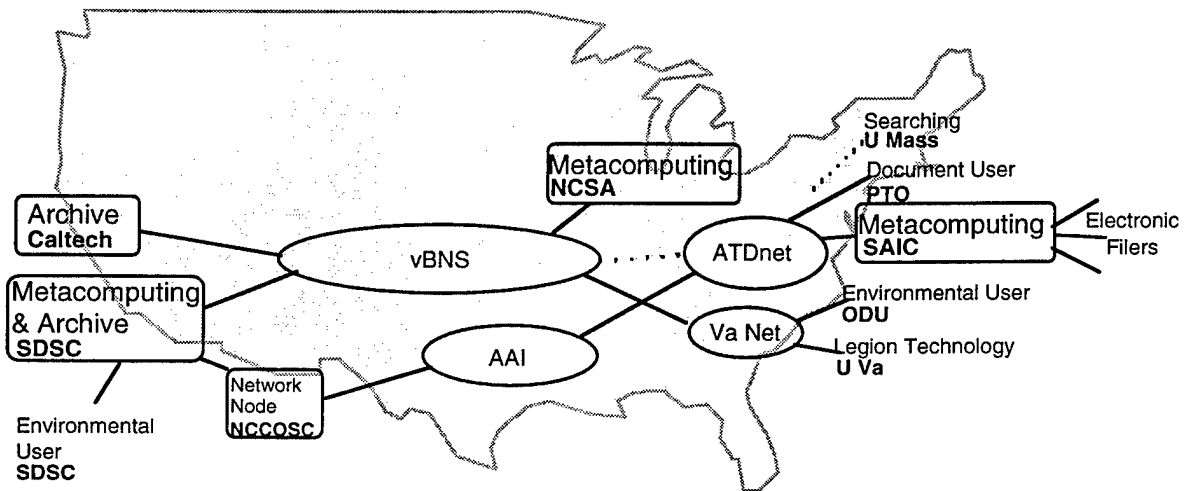 Searching
U Mass
Document User
PTO
Metacomputing
NCSA
Archive
Caltech
Metacomputing
SAIC
Electronic
Filers
vBNS
ATDnet
Metacomputing
& Archive
SDSC
Environmental User
ODU
Va Net
Legion Technology
U Va
AAI
Network
Node
NCCOSC
Environmental
User
SDSC